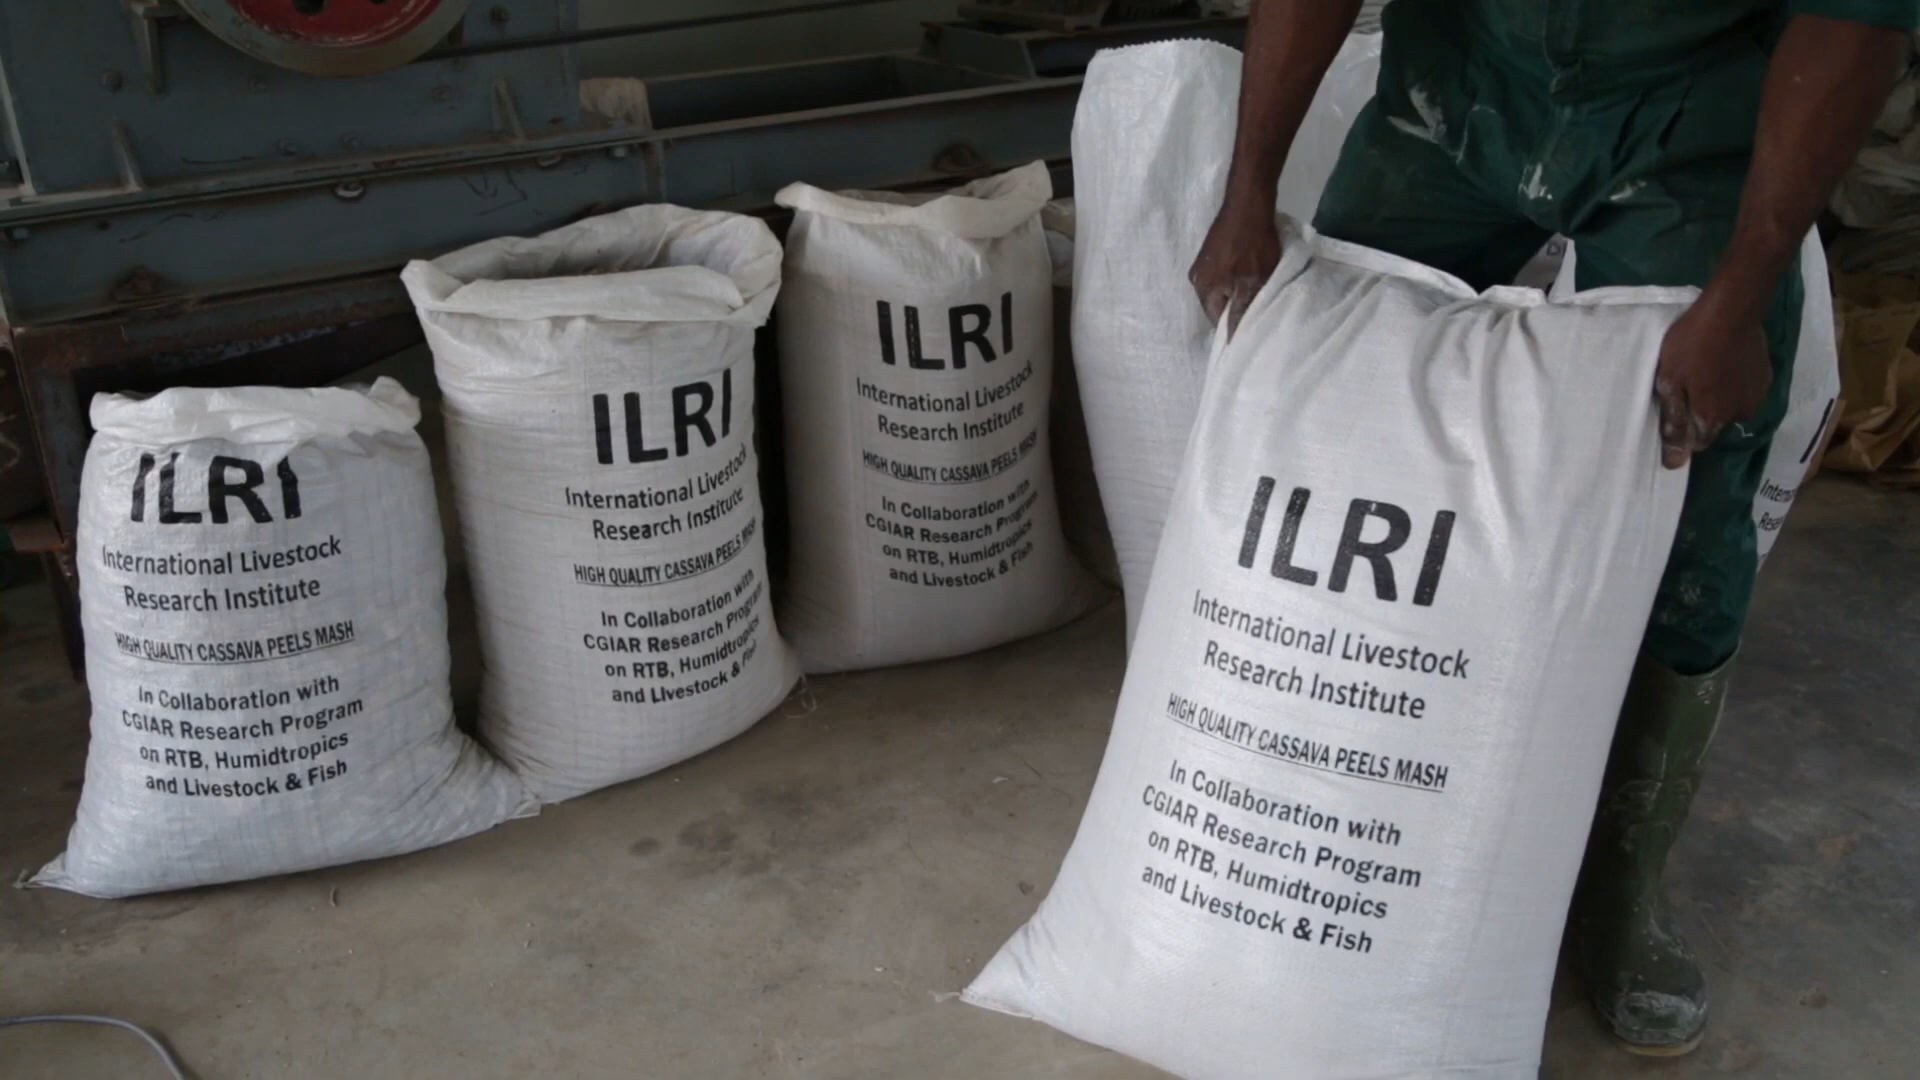 ILRI
International Livestock
Research Institute
HIGH QUALITY CASSAVA PEELS MASH
In Collaboration with
CGIAR Research Program
on RTB, Humidtropics
and Livestock & Fish
ILRI
International Livestock
Research Institute
HIGH QUALITY CASSAVA PEELS MASH
In Collaboration with
CGIAR Research Program
on RTB, Humidtropics
and Livestock & Fish
ILRI
International Livestock
Research Institute
HIGH QUALITY CASSAVA PEELS MASH
In Collaboration with
CGIAR Research Program
on RTB, Humidtropics
and Livestock & Fish
ILRI
International Livestock
Research Institute
HIGH QUALITY CASSAVA PEELS MASH
In Collaboration with
CGIAR Research Program
on RTB, Humidtropics
and Livestock & Fish